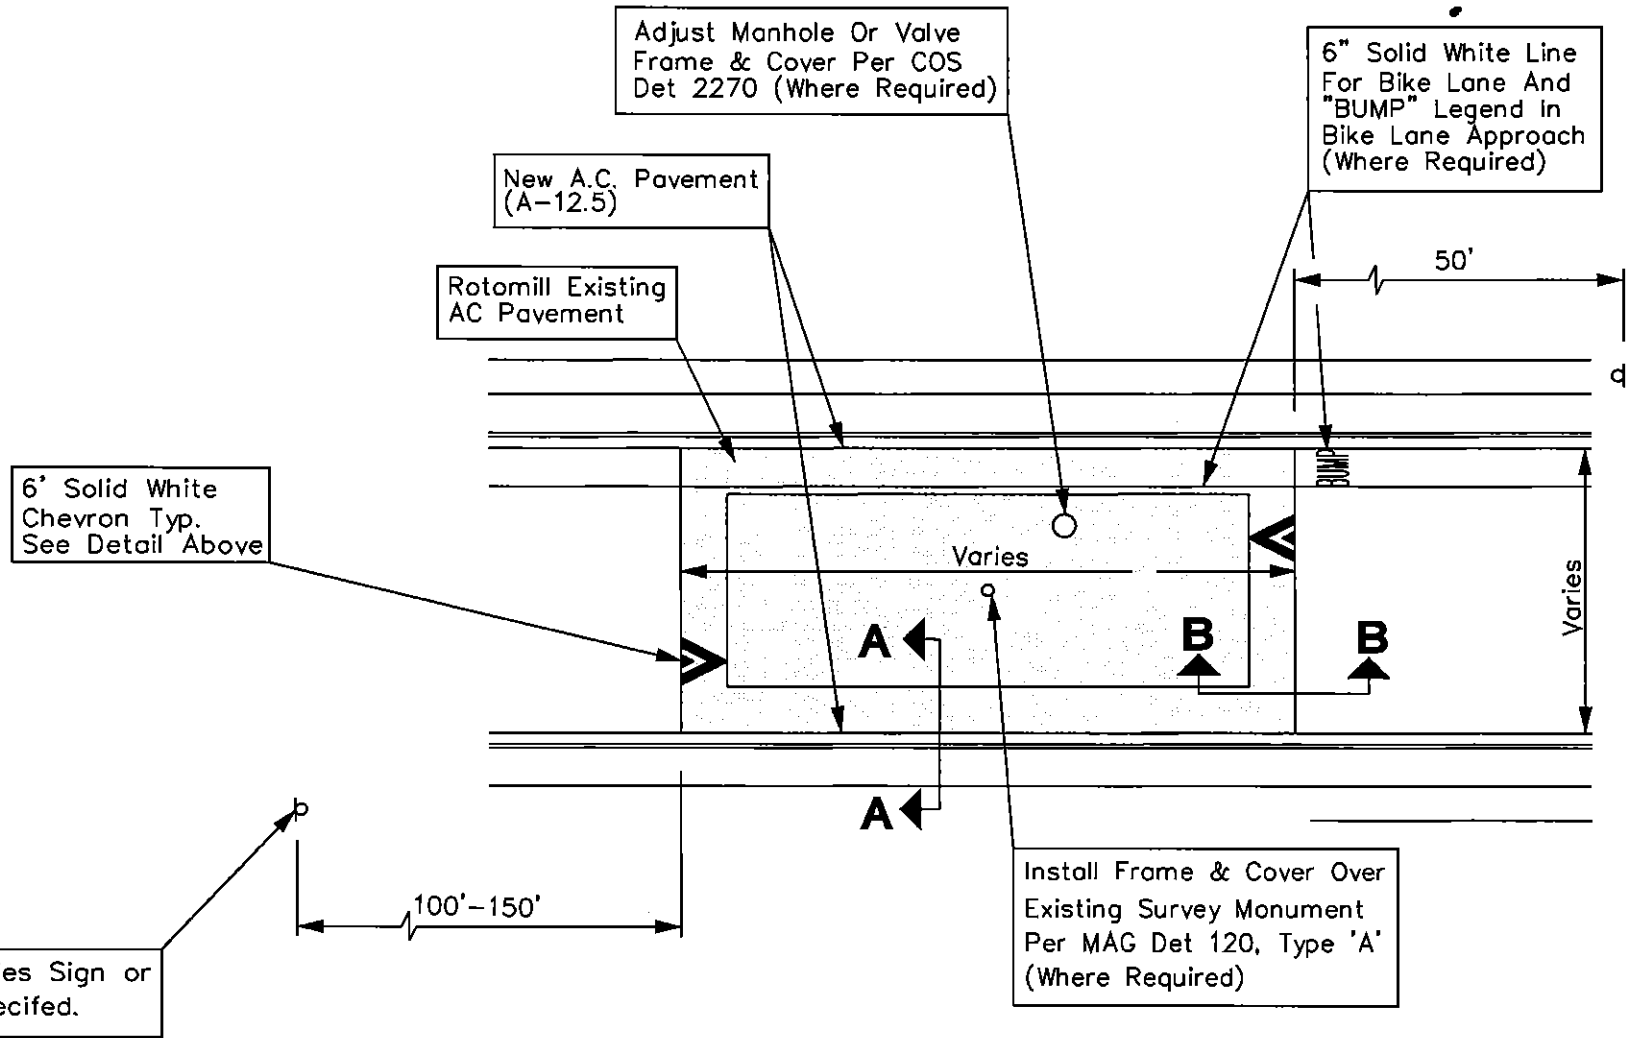 Adjust Manhole Or Valve
Frame & Cover Per COS
Det 2270 (Where Required)
6" Solid White Line
For Bike Lane And
"BUMP" Legend In
Bike Lane Approach
(Where Required)
New A.C. Pavement
(A-12.5)
50'
Rotomill Existing
AC Pavement
BUMP
6' Solid White
Chevron Typ.
See Detail Above
Varies
Varies
A
B
B
A
100'-150'
Install Frame & Cover Over
Existing Survey Monument
Per MAG Det 120, Type 'A'
(Where Required)
es Sign or
ecifed.